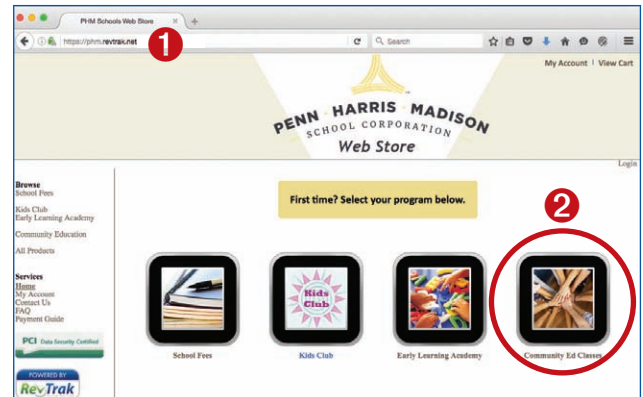 PHM Schools Web Store
https://phm.revtrak.net
Search
1
My Account | View Cart
PENN HARRIS MADISON
SCHOOL CORPORATION
Web Store
Login
Browse
School Fees
Kids Club
Early Learning Academy
Community Education
All Products
Services
Home
My Account
Contact Us
FAQ
Payment Guide
PCI Data Security Certified
POWERED BY
RevTrak
First time? Select your program below.
2
Kids
Club
School Fees
Kids Club
Early Learning Academy
Community Ed Classes